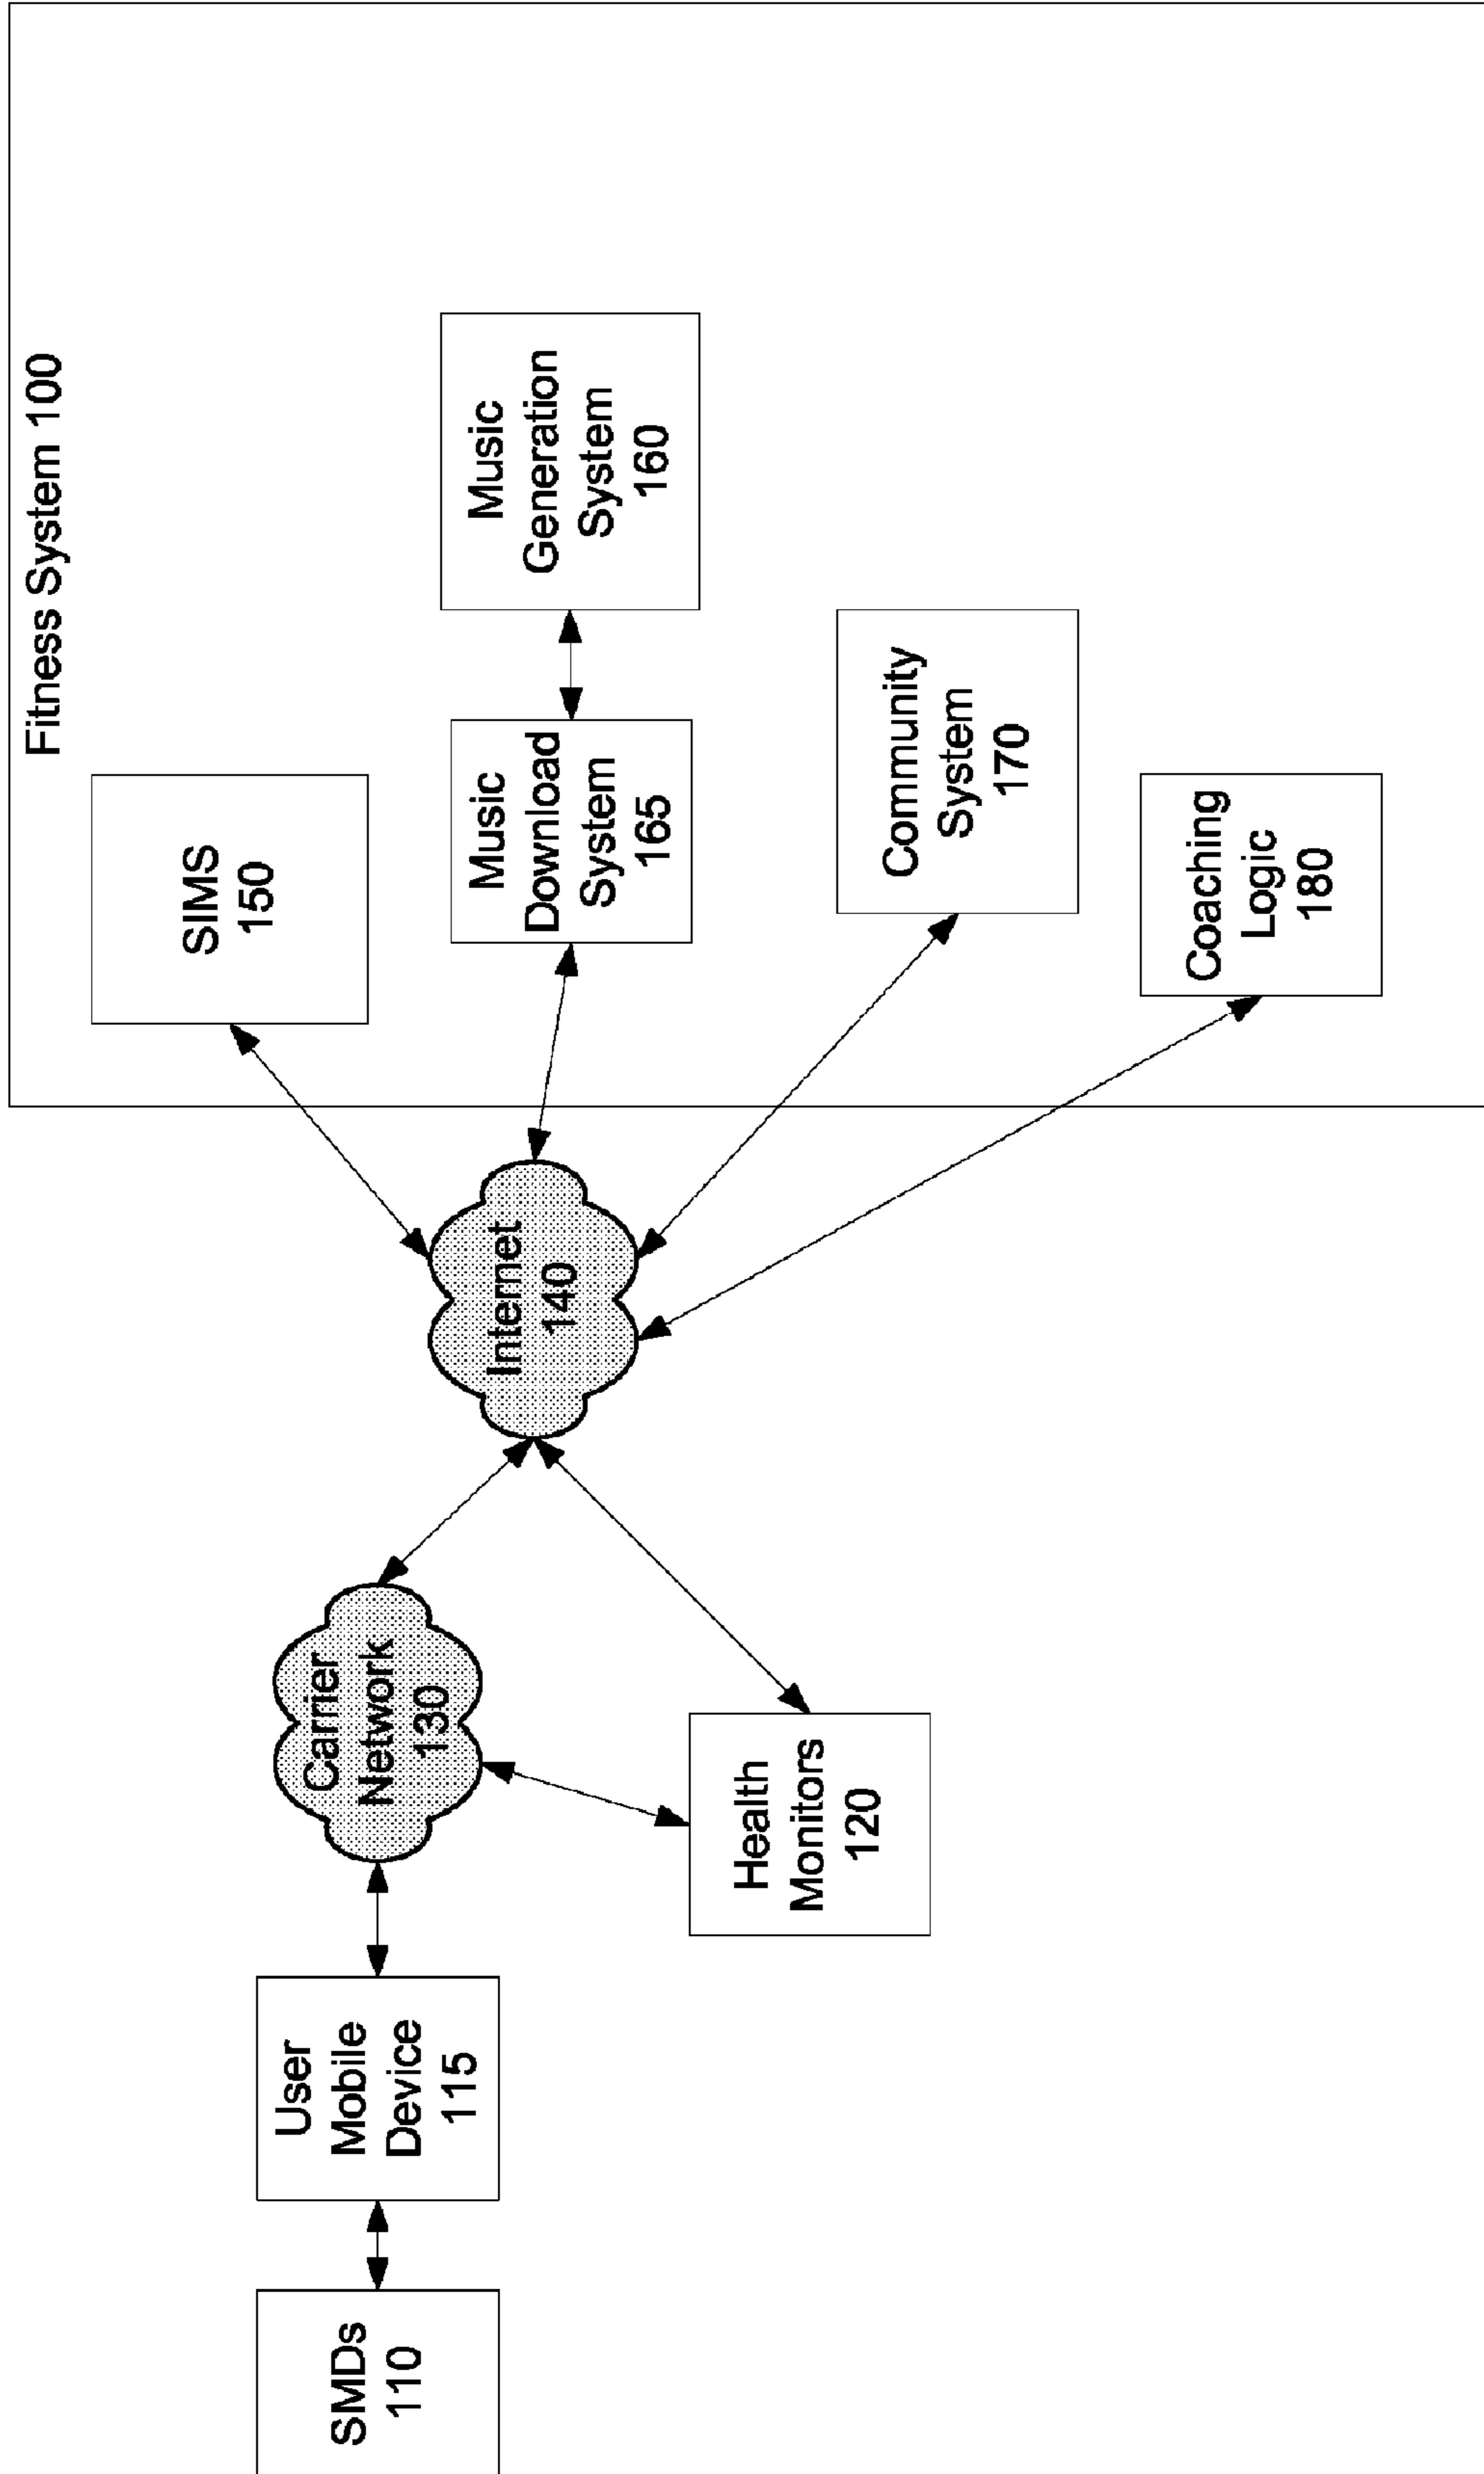 Fitness System 100
SIMS
150
Music
Download
System
165
Music
Generation
System
160
Community
System
170
Coaching
Logic
180
Internet
140
Carrier
Network
130
Health
Monitors
120
User
Mobile
Device
115
SMDs
110